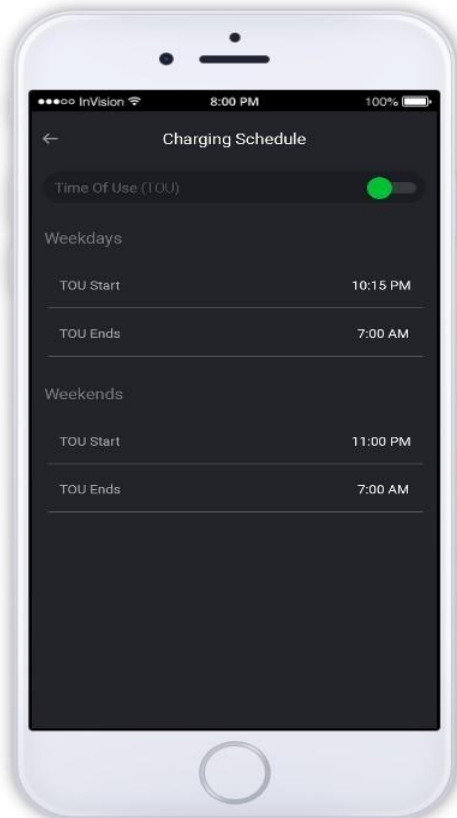 InVision 8:00 PM 100%
Charging Schedule
Time Of Use (TOU)
Weekdays
TOU Start 10:15 PM
TOU Ends 7:00 AM
Weekends
TOU Start 11:00 PM
TOU Ends 7:00 AM